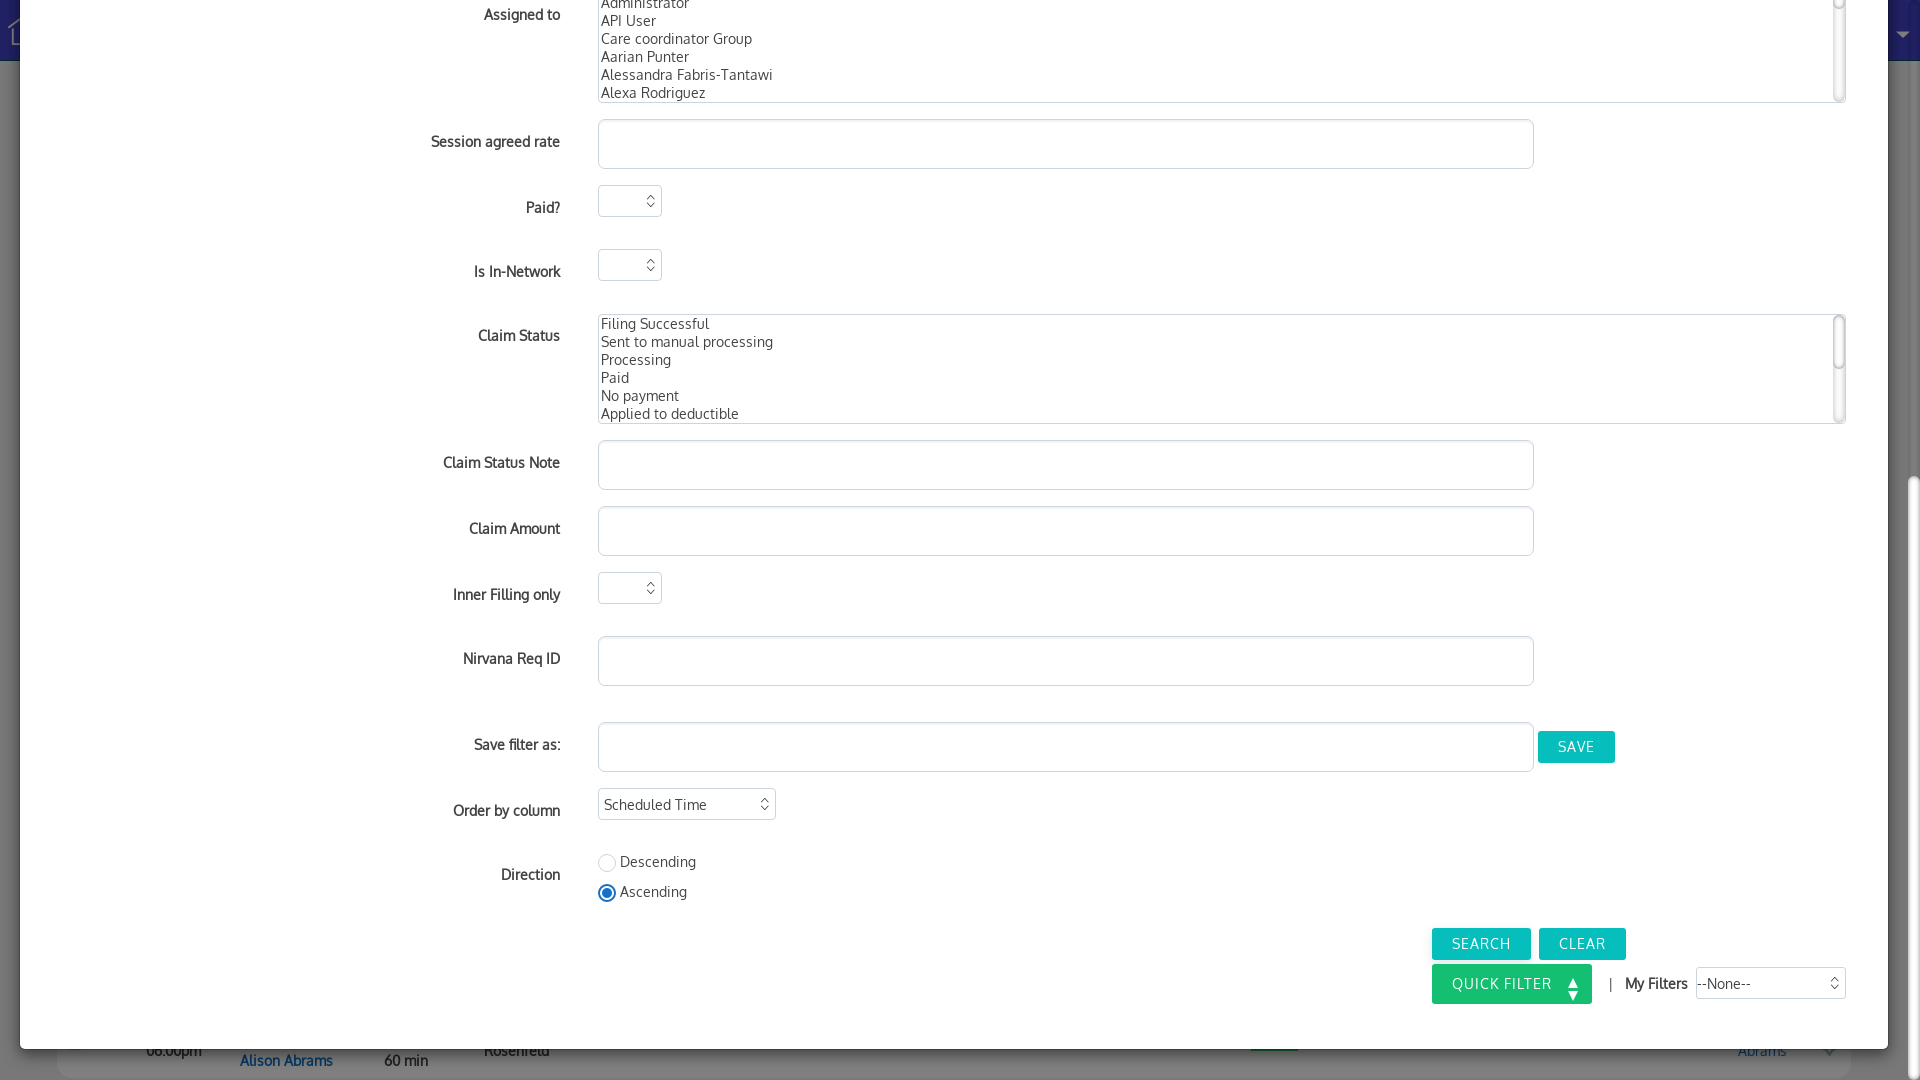 Assigned to
Administrator
API User
Care coordinator Group
Aarian Punter
Alessandra Fabris-Tantawi
Alexa Rodriguez
Session agreed rate
Paid?
Is In-Network
Claim Status
Filing Successful
Sent to manual processing
Processing
Paid
No payment
Applied to deductible
Claim Status Note
Claim Amount
Inner Filling only
Nirvana Req ID
Save filter as:
SAVE
Order by column
Scheduled Time
Direction
Descending
Ascending
SEARCH CLEAR
QUICK FILTER | My Filters --None--
06:00pm Rosenfeld Abrams
Alison Abrams 60 min